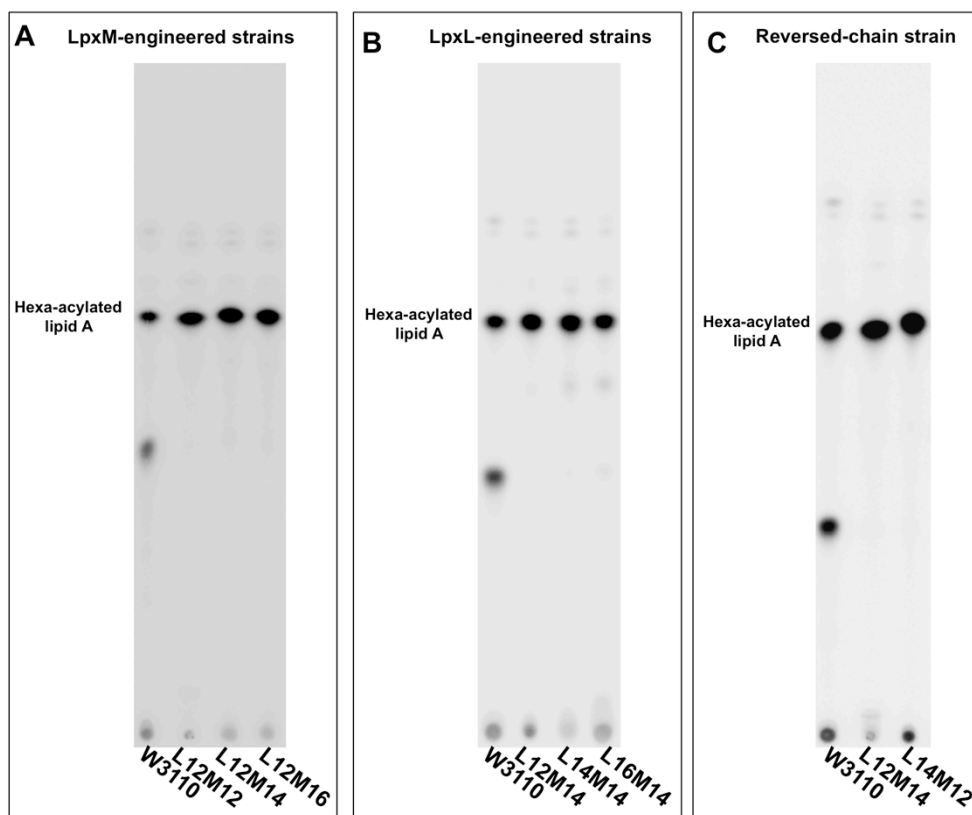 A
LpxM-engineered strains
Hexa-acylated
lipid A
W3110
L12M12
L12M14
L12M16
B
LpxL-engineered strains
Hexa-acylated
lipid A
W3110
L12M14
L14M14
L16M14
C
Reversed-chain strain
Hexa-acylated
lipid A
W3110
L12M14
L14M12